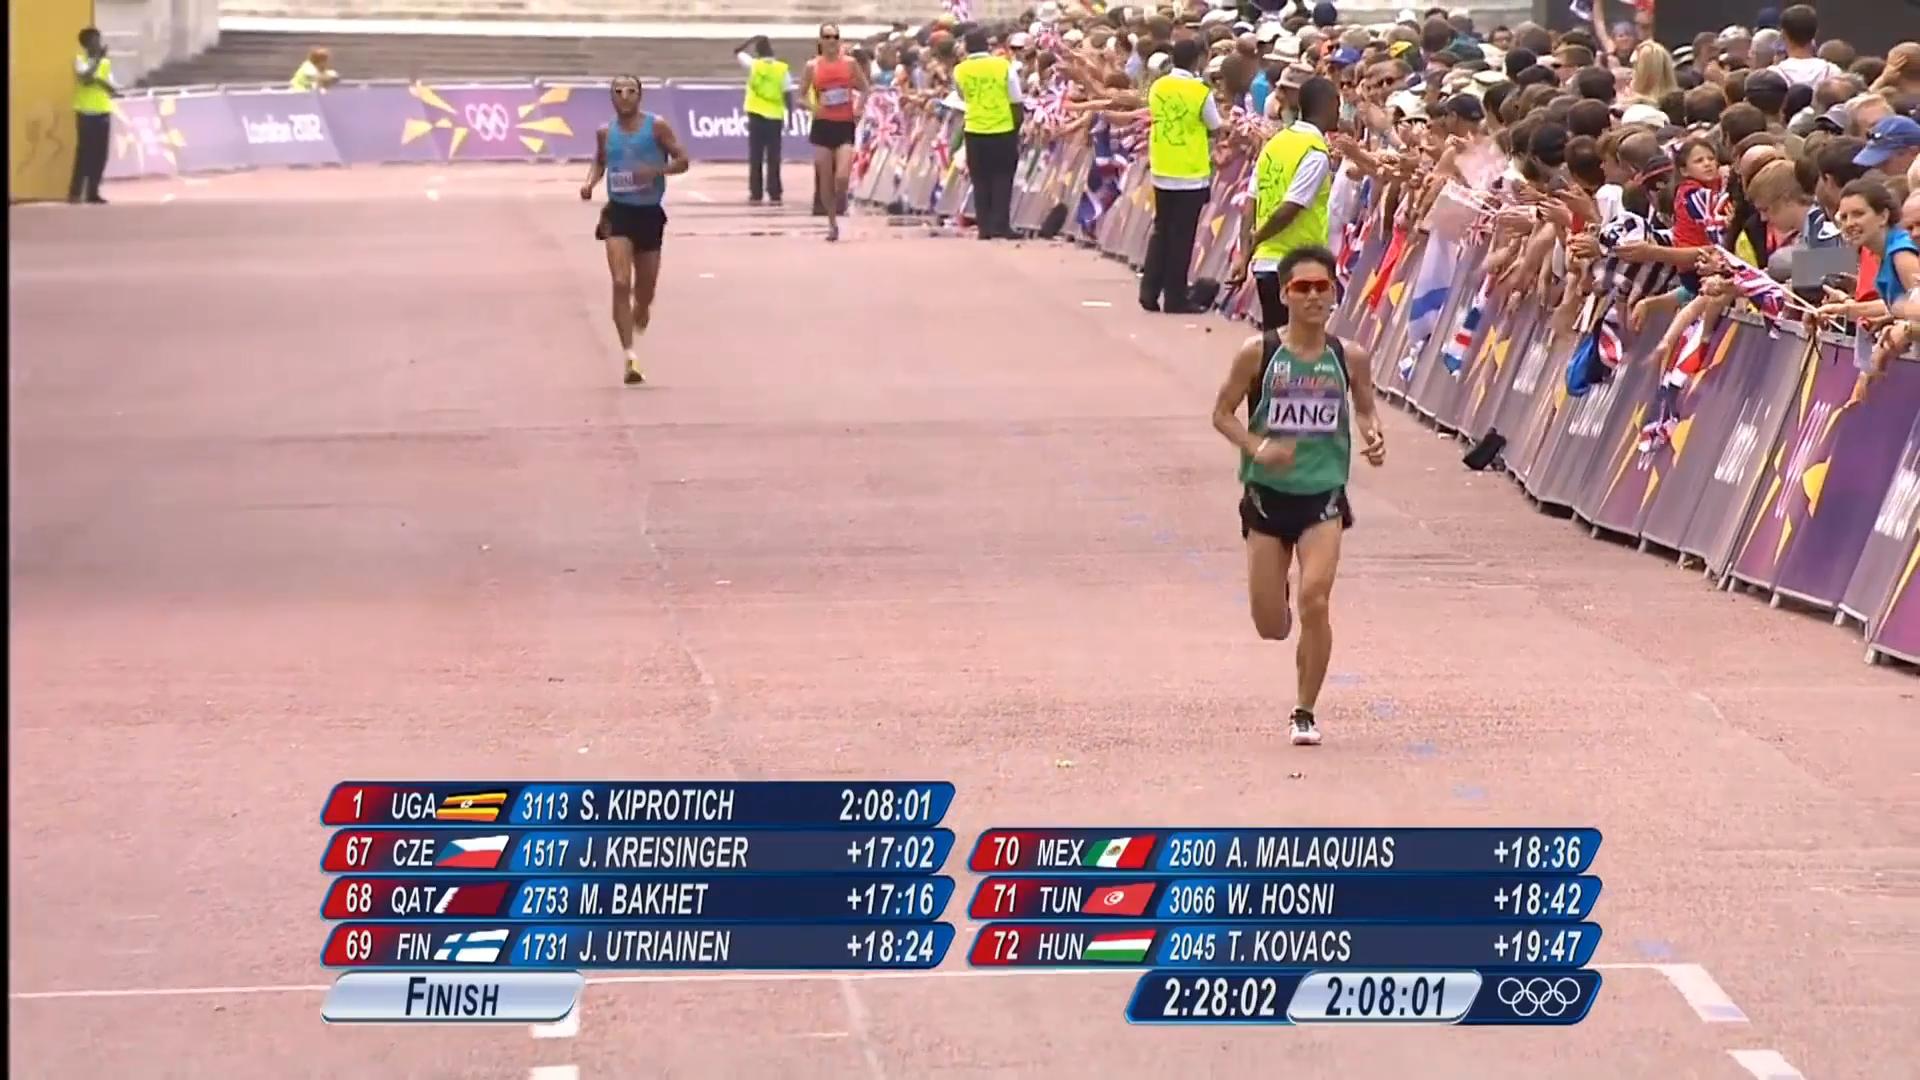 London 2012
London
JANG
1 UGA 3113 S. KIPROTICH 2:08:01
67 CZE 1517 J. KREISINGER +17:02
68 QAT 2753 M. BAKHET +17:16
69 FIN 1731 J. UTRIAINEN +18:24
70 MEX 2500 A. MALAQUIAS +18:36
71 TUN 3066 W. HOSNI +18:42
72 HUN 2045 T. KOVACS +19:47
FINISH
2:28:02 2:08:01